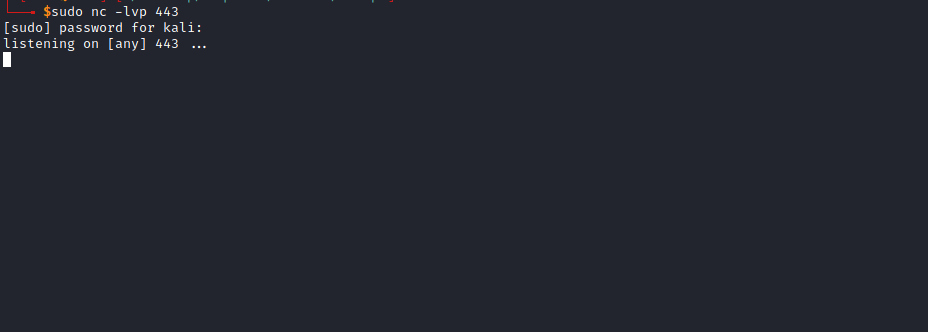 $sudo nc -lvp 443
[sudo] password for kali:
listening on [any] 443 ...